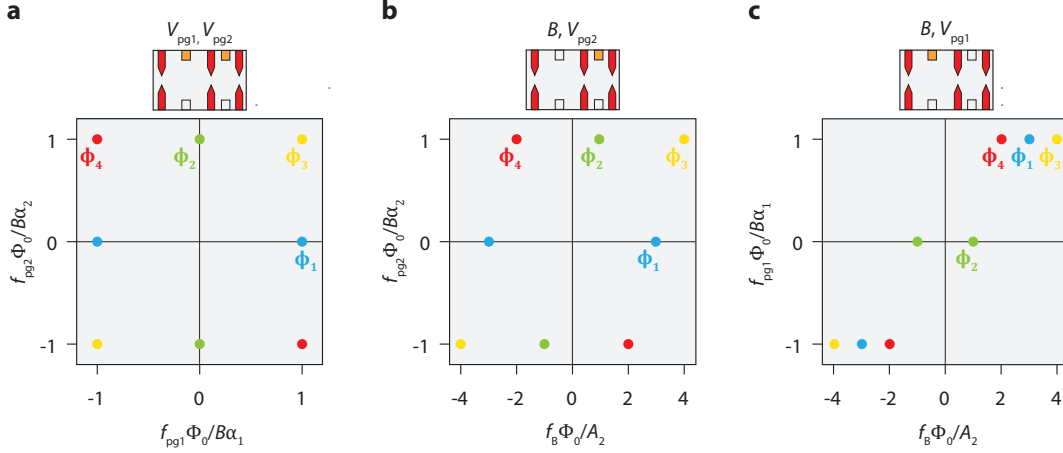 a
V_pg1, V_pg2
1
0
-1
f_pg2Φ_0/Bα_2
Φ_4
Φ_2
Φ_3
Φ_1
-1 0 1
f_pg1Φ_0/Bα_1
b
B, V_pg2
1
0
-1
f_pg2Φ_0/Bα_2
Φ_4
Φ_2
Φ_3
Φ_1
-4 -2 0 2 4
f_BΦ_0/A_2
c
B, V_pg1
1
0
-1
f_pg1Φ_0/Bα_1
Φ_4 Φ_1 Φ_3
Φ_2
-4 -2 0 2 4
f_BΦ_0/A_2